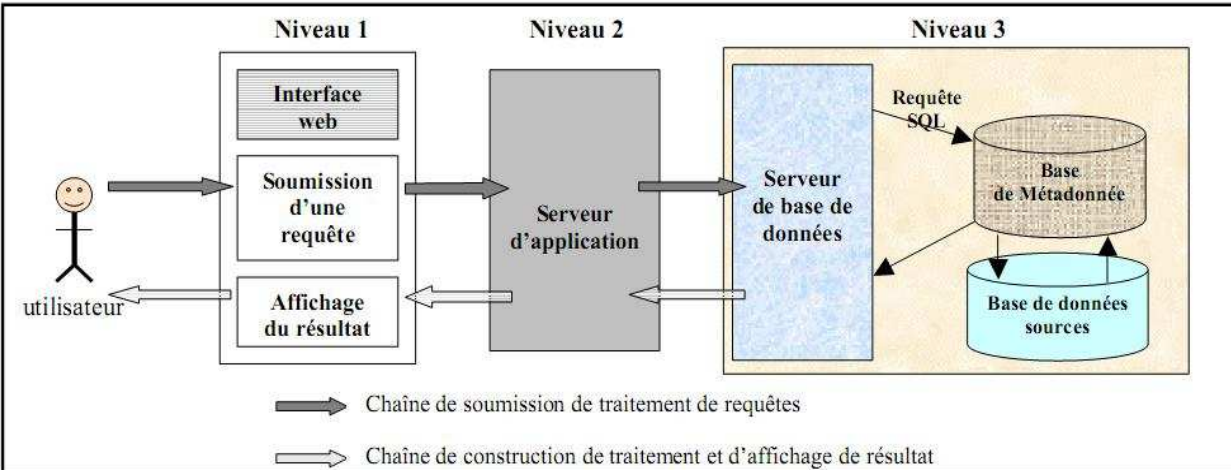 Niveau 1
Niveau 2
Niveau 3
Interface
web
Soumission
d'une
requête
Affichage
du résultat
utilisateur
Serveur
d'application
Serveur
de base de
données
Requête
SQL
Base
de Métadonnée
Base de données
sources
Chaîne de soumission de traitement de requêtes
Chaîne de construction de traitement et d'affichage de résultat